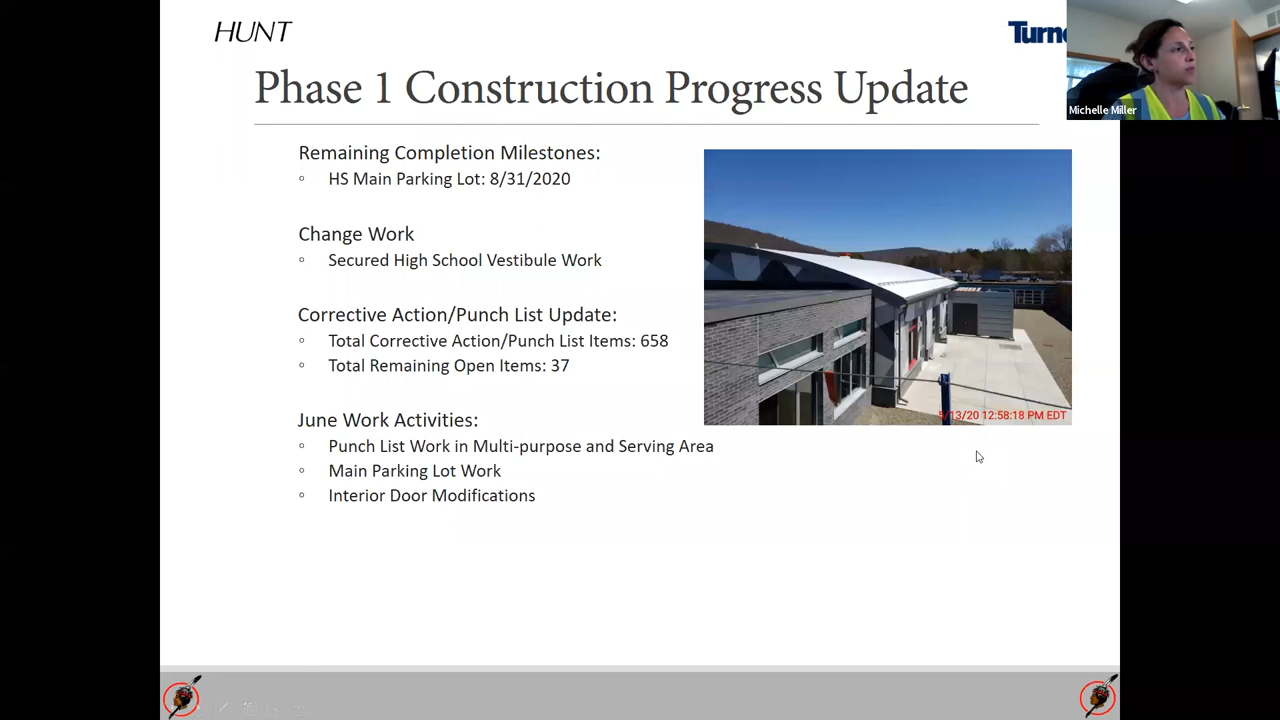 HUNT
Turn
Michelle Miller
Phase 1 Construction Progress Update
Remaining Completion Milestones:
HS Main Parking Lot: 8/31/2020
Change Work
Secured High School Vestibule Work
Corrective Action/Punch List Update:
Total Corrective Action/Punch List Items: 658
Total Remaining Open Items: 37
5/13/20 12:58:18 PM EDT
June Work Activities:
Punch List Work in Multi-purpose and Serving Area
Main Parking Lot Work
Interior Door Modifications